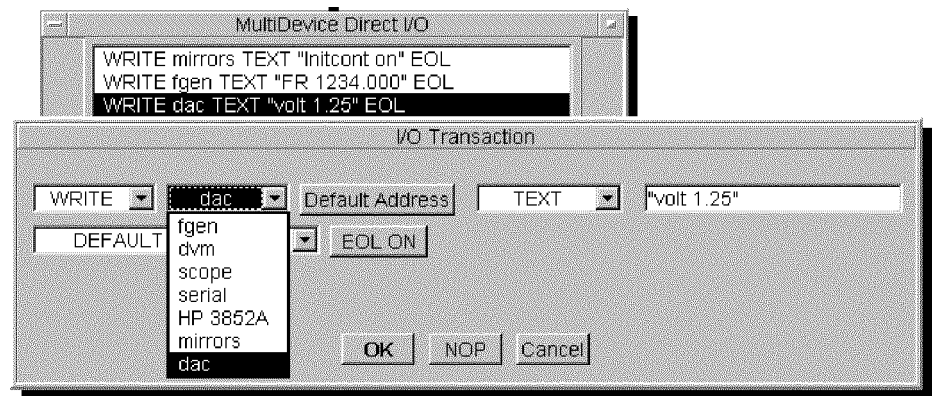 MultiDevice Direct I/O
WRITE mirrors TEXT "Initcont on" EOL
WRITE fgen TEXT "FR 1234.000" EOL
WRITE dac TEXT "volt 1.25" EOL
I/O Transaction
WRITE dac Default Address TEXT "volt 1.25"
DEFAULT EOL ON
fgen
dvm
scope
serial
HP 3852A
mirrors
dac
OK NOP Cancel